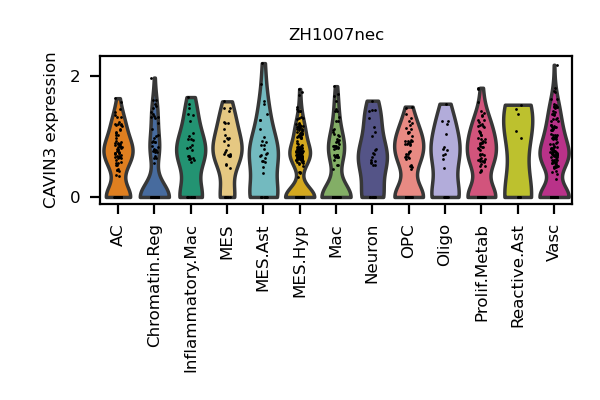 ZH1007nec
CAVIN3 expression
2
0
AC
Chromatin.Reg
Inflammatory.Mac
MES
MES.Ast
MES.Hyp
Mac
Neuron
OPC
Oligo
Prolif.Metab
Reactive.Ast
Vasc